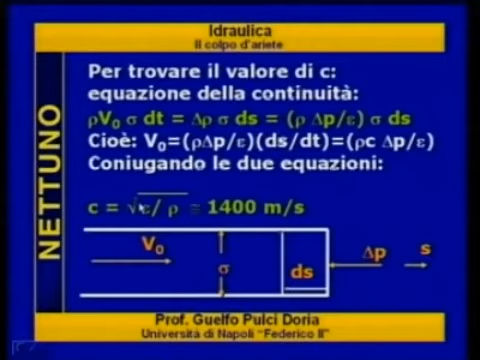 Idraulica
Il colpo d'ariete
NETTUNO
Per trovare il valore di c:
equazione della continuità:
ρV₀ σ dt = Δρ σ ds = (ρ Δp/ε) σ ds
Cioè: V₀=(ρΔp/ε)(ds/dt)=(ρc Δp/ε)
Coniugando le due equazioni:
c = √ε/ ρ ≅ 1400 m/s
V₀
σ
ds
Δp
s
Prof. Guelfo Pulci Doria
Università di Napoli "Federico II"